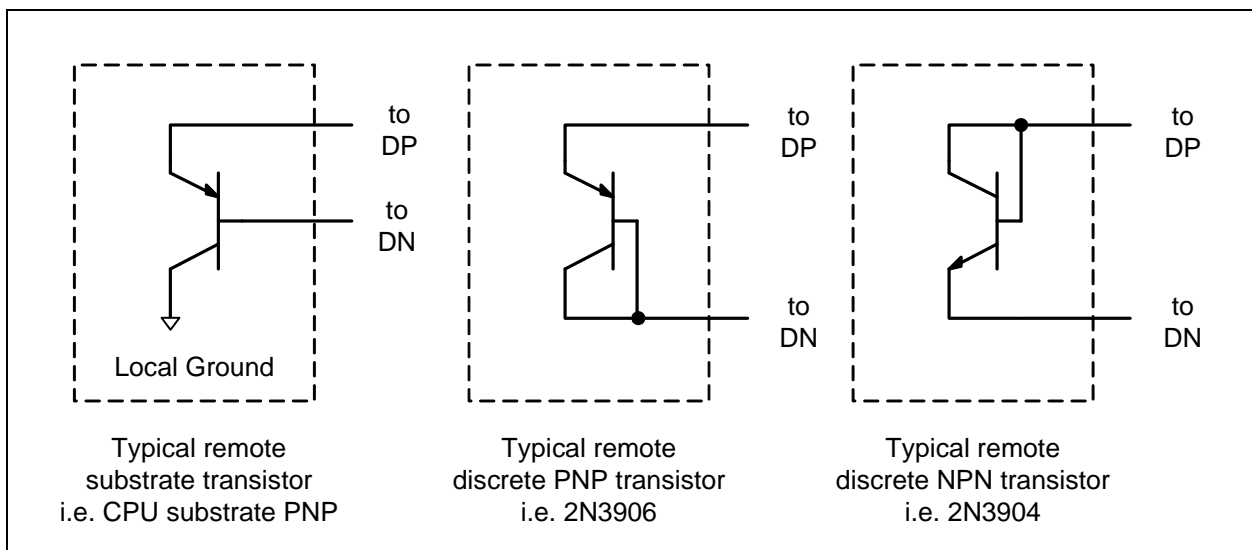 to
DP
to
DN
Local Ground
Typical remote
substrate transistor
i.e. CPU substrate PNP
to
DP
to
DN
Typical remote
discrete PNP transistor
i.e. 2N3906
to
DP
to
DN
Typical remote
discrete NPN transistor
i.e. 2N3904